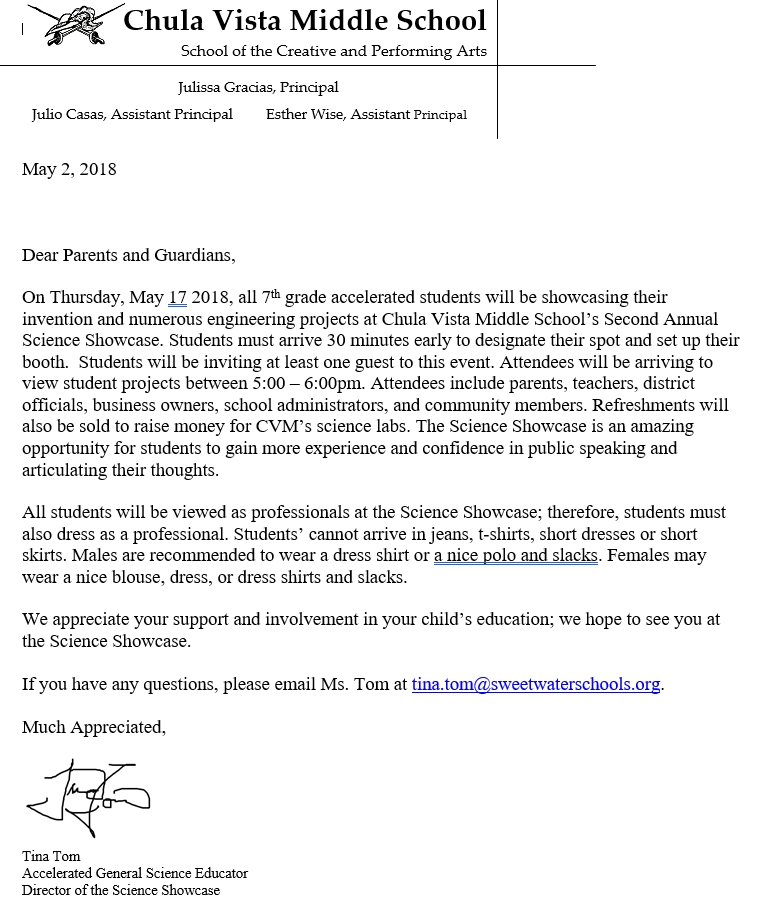 Chula Vista Middle School
School of the Creative and Performing Arts
Julissa Gracias, Principal
Julio Casas, Assistant Principal Esther Wise, Assistant Principal
May 2, 2018
Dear Parents and Guardians,
On Thursday, May 17 2018, all 7th grade accelerated students will be showcasing their
invention and numerous engineering projects at Chula Vista Middle School’s Second Annual
Science Showcase. Students must arrive 30 minutes early to designate their spot and set up their
booth.  Students will be inviting at least one guest to this event. Attendees will be arriving to
view student projects between 5:00 – 6:00pm. Attendees include parents, teachers, district
officials, business owners, school administrators, and community members. Refreshments will
also be sold to raise money for CVM’s science labs. The Science Showcase is an amazing
opportunity for students to gain more experience and confidence in public speaking and
articulating their thoughts.
All students will be viewed as professionals at the Science Showcase; therefore, students must
also dress as a professional. Students’ cannot arrive in jeans, t-shirts, short dresses or short
skirts. Males are recommended to wear a dress shirt or a nice polo and slacks. Females may
wear a nice blouse, dress, or dress shirts and slacks.
We appreciate your support and involvement in your child’s education; we hope to see you at
the Science Showcase.
If you have any questions, please email Ms. Tom at tina.tom@sweetwaterschools.org.
Much Appreciated,
Tina Tom
Tina Tom
Accelerated General Science Educator
Director of the Science Showcase